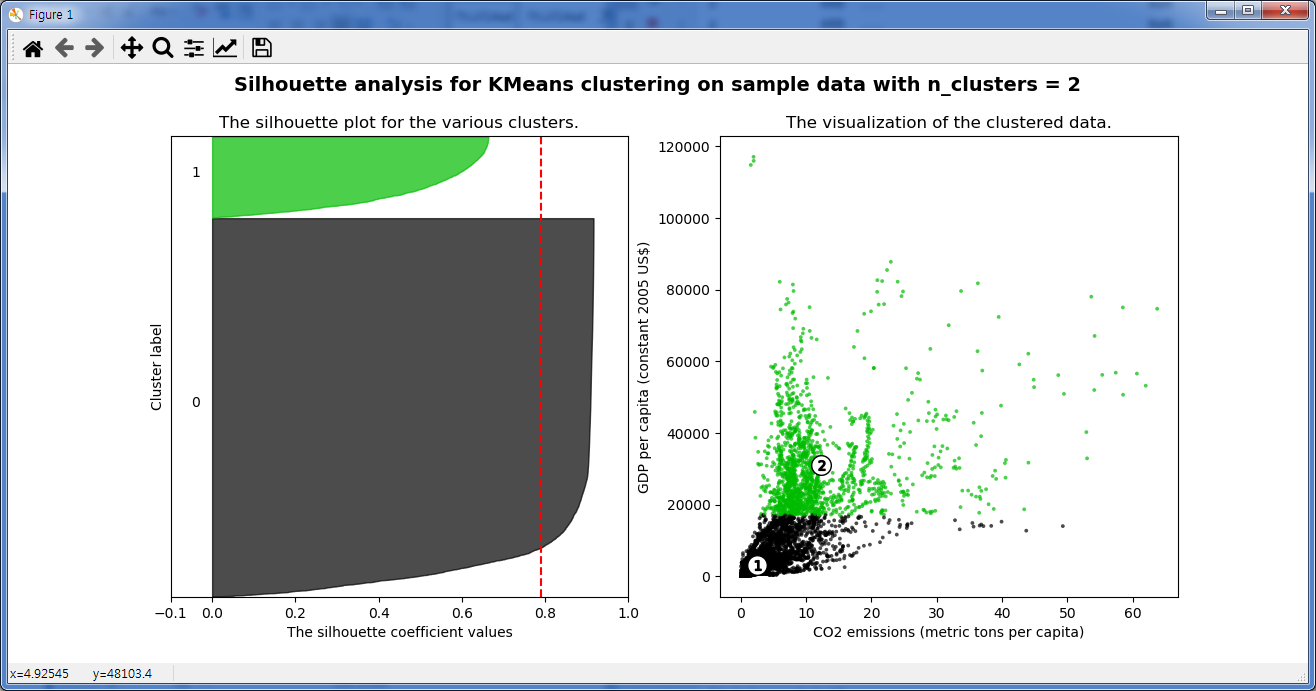 Figure 1
Silhouette analysis for KMeans clustering on sample data with n_clusters = 2
The silhouette plot for the various clusters.
1
0
Cluster label
−0.1 0.0 0.2 0.4 0.6 0.8 1.0
The silhouette coefficient values
The visualization of the clustered data.
120000
100000
80000
60000
40000
20000
0
GDP per capita (constant 2005 US$)
2
1
0 10 20 30 40 50 60
CO2 emissions (metric tons per capita)
x=4.92545 y=48103.4